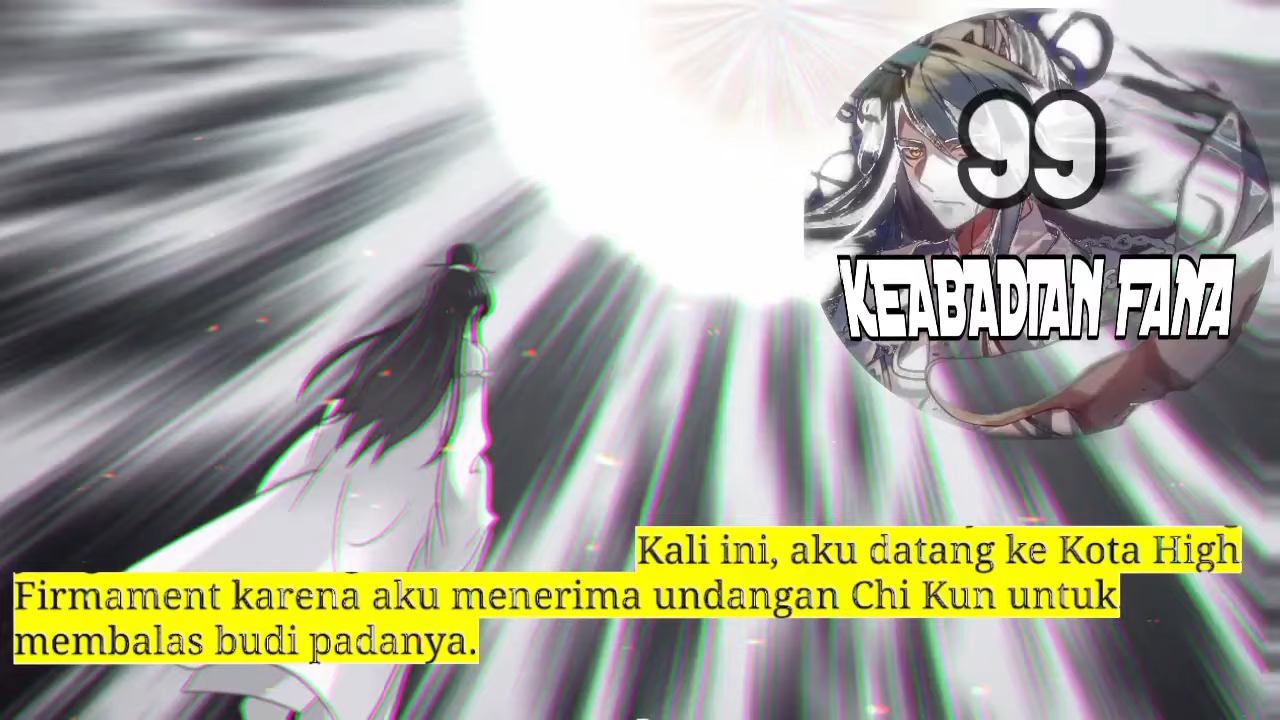 99
KEABADIAN FANA
Kali ini, aku datang ke Kota High
Firmament karena aku menerima undangan Chi Kun untuk
membalas budi padanya.